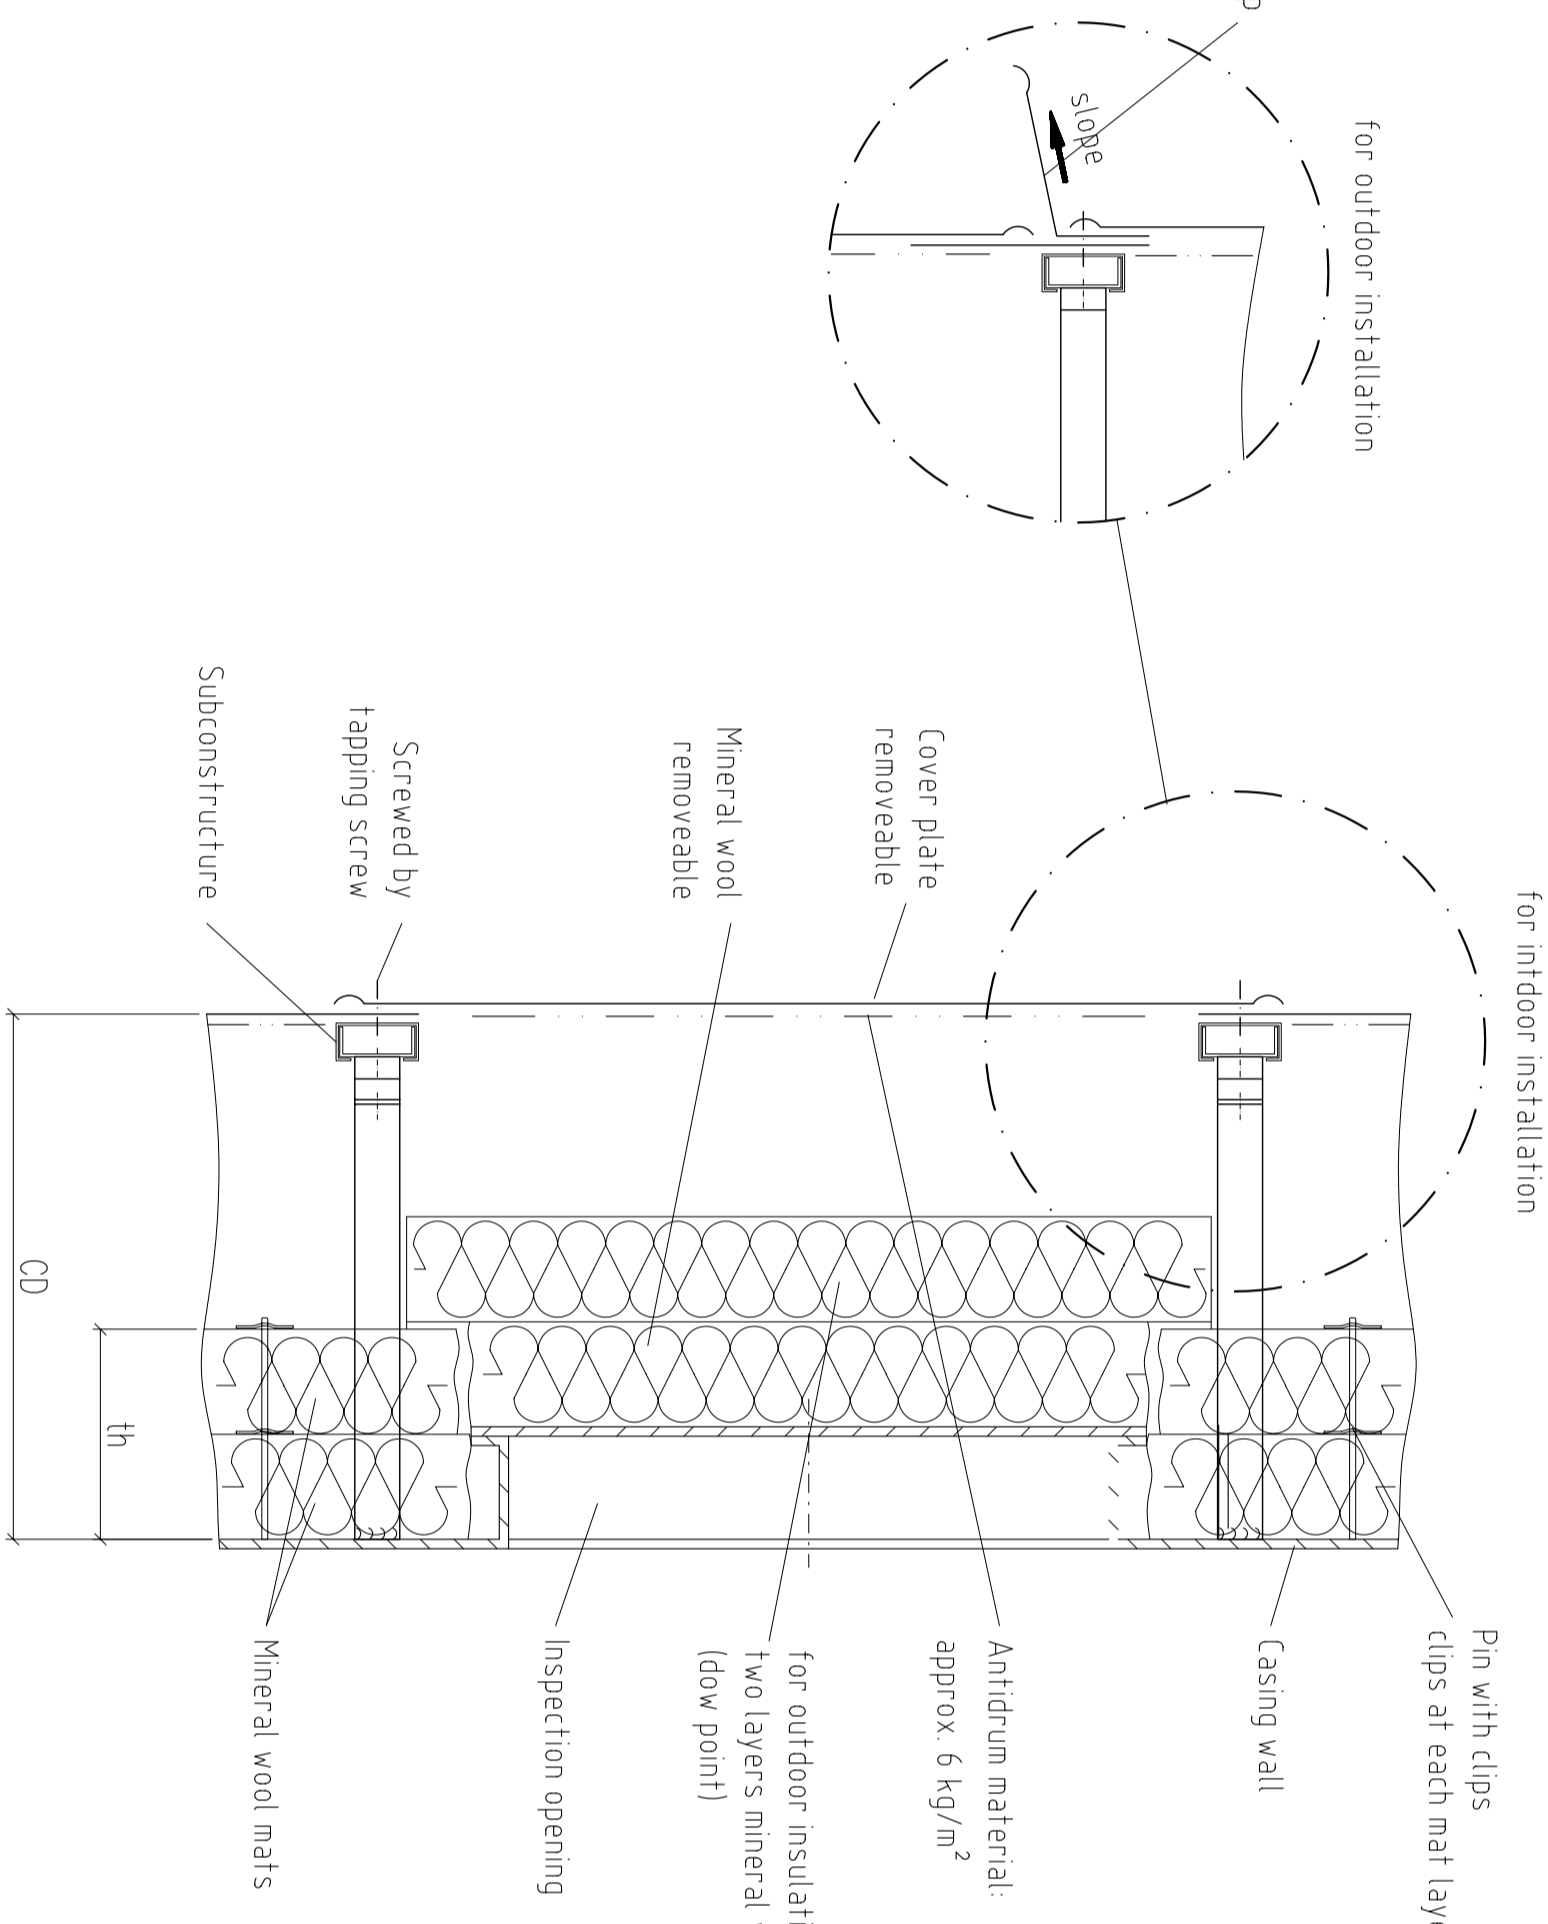 for outdoor installation
slope
for intdoor installation
Cover plate
removeable
Mineral wool
removeable
Screwed by
tapping screw
Subconstructure
CD
th
Pin with clips
clips at each mat
Casing wall
Antidrum material:
approx. 6 kg/m²
for outdoor
two layers mineral
(dow point)
Inspection opening
Mineral wool mats